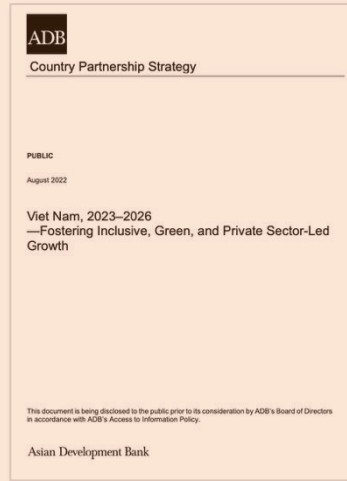 ADB
Country Partnership Strategy
PUBLIC
August 2022
Viet Nam, 2023–2026
—Fostering Inclusive, Green, and Private Sector-Led
Growth
This document is being disclosed to the public prior to its consideration by ADB's Board of Directors
in accordance with ADB's Access to Information Policy.
Asian Development Bank